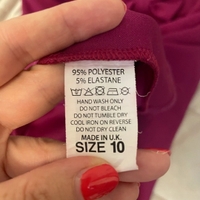 95% POLYESTER
5% ELASTANE
HAND WASH ONLY
DO NOT BLEACH
DO NOT TUMBLE DRY
COOL IRON ON REVERSE
DO NOT DRY CLEAN
MADE IN U.K.
SIZE 10